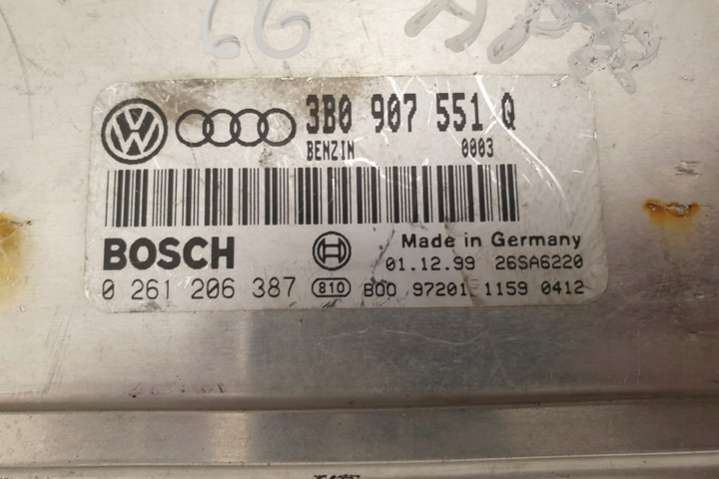 66
3B0 907 551 Q
BENZIN 0003
BOSCH
Made in Germany
01.12.99 26SA6220
0 261 206 387 810 B00 97201 1159 0412